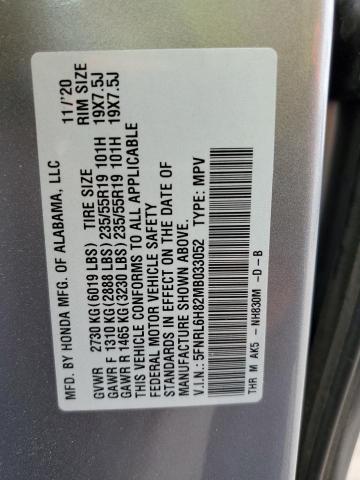 MFD. BY HONDA MFG. OF ALABAMA, LLC 11/'20
GVWR 2730 KG(6019 LBS) TIRE SIZE RIM SIZE
GAWR F 1310 KG(2888 LBS)235/55R19 101H 19X7.5J
GAWR R 1465 KG(3230 LBS)235/55R19 101H 19X7.5J
THIS VEHICLE CONFORMS TO ALL APPLICABLE
FEDERAL MOTOR VEHICLE SAFETY
STANDARDS IN EFFECT ON THE DATE OF
MANUFACTURE SHOWN ABOVE.
V.I.N.:5FNRL6H82MB033052 TYPE: MPV
THR M AK5 - NH830M -D-B